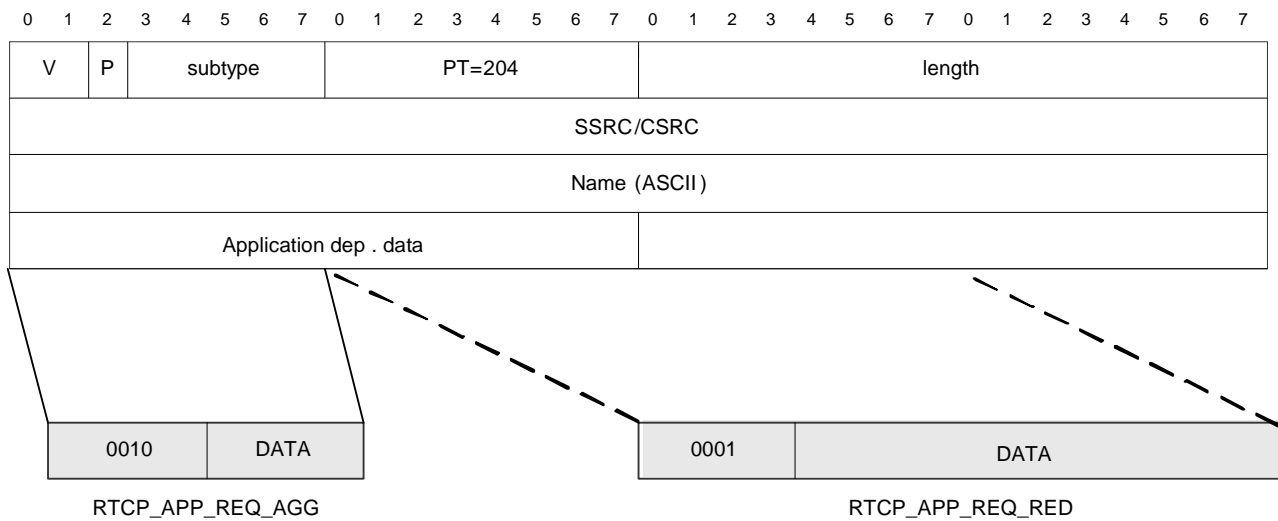 0 1 2 3 4 5 6 7 0 1 2 3 4 5 6 7 0 1 2 3 4 5 6 7 0 1 2 3 4 5 6 7
V P subtype PT=204 length
SSRC/CSRC
Name (ASCII)
Application dep . data
0010 DATA 0001 DATA
RTCP_APP_REQ_AGG RTCP_APP_REQ_RED